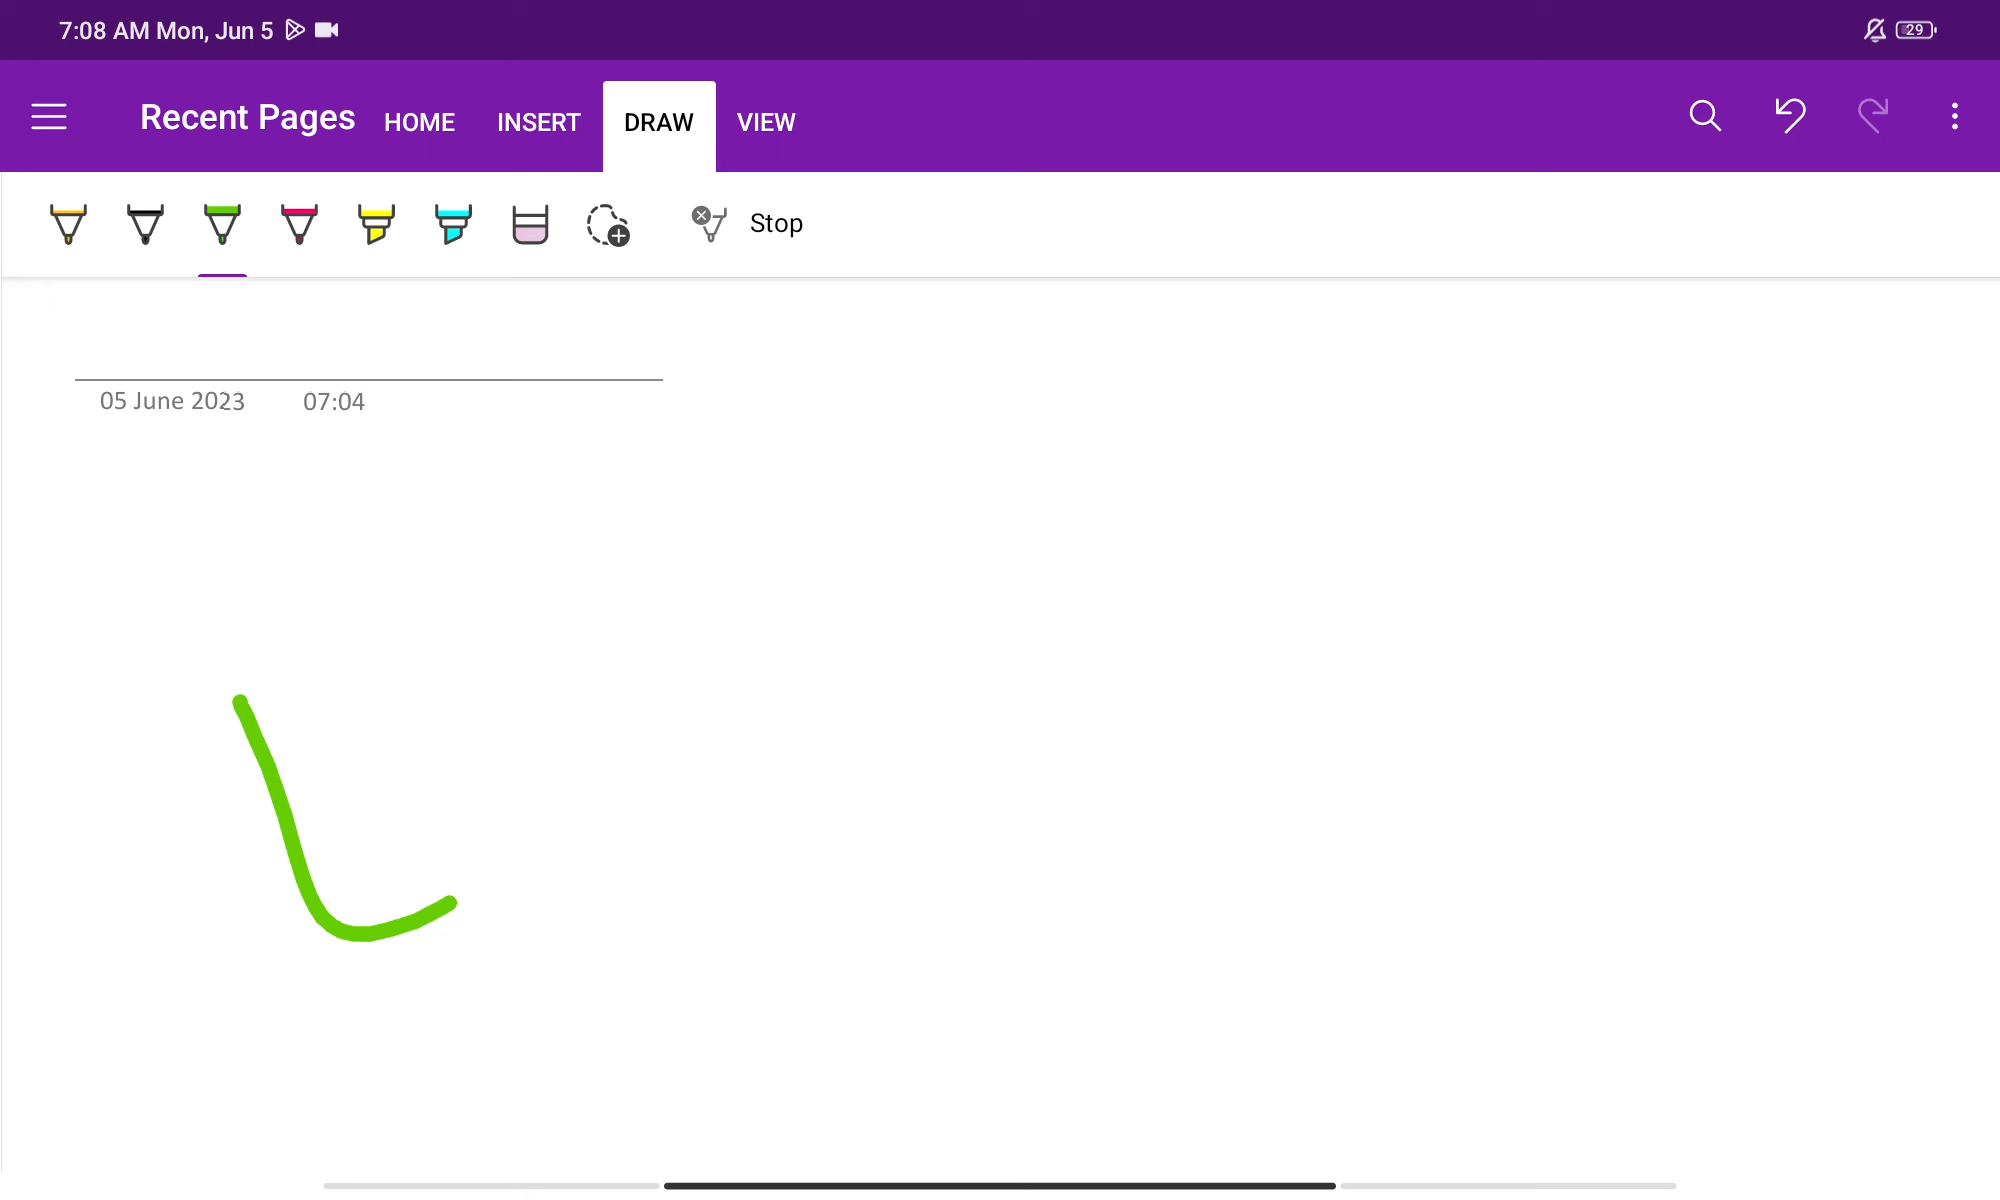 7:08 AM Mon, Jun 5 29
Recent Pages HOME INSERT DRAW VIEW
Stop
05 June 2023 07:04